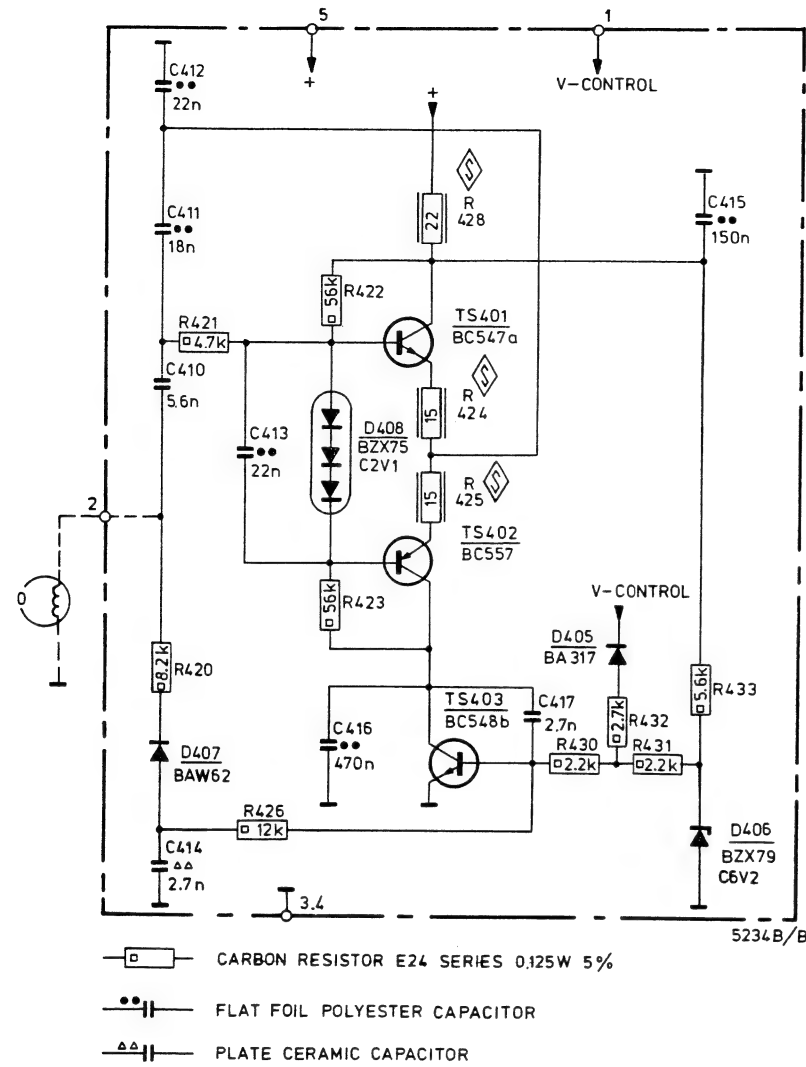 5
1
C412
22n
+
V-CONTROL
+
S
22
R
428
C411
18n
C415
150n
56k
R422
R421
4.7k
TS401
BC547a
C410
5.6n
S
R
424
15
C413
22n
D408
BZX75
C2V1
R
425
S
15
2
TS402
BC557
0
56k
R423
V-CONTROL
D405
BA317
8.2k
R420
5.6k
R433
TS403
BC548b
C417
2.7n
2.7k
R432
C416
470n
D407
BAW62
R430
2.2k
R431
2.2k
R426
12k
D406
BZX79
C6V2
C414
2.7n
3.4
5234B/B
CARBON RESISTOR E24 SERIES 0,125W 5%
FLAT FOIL POLYESTER CAPACITOR
PLATE CERAMIC CAPACITOR